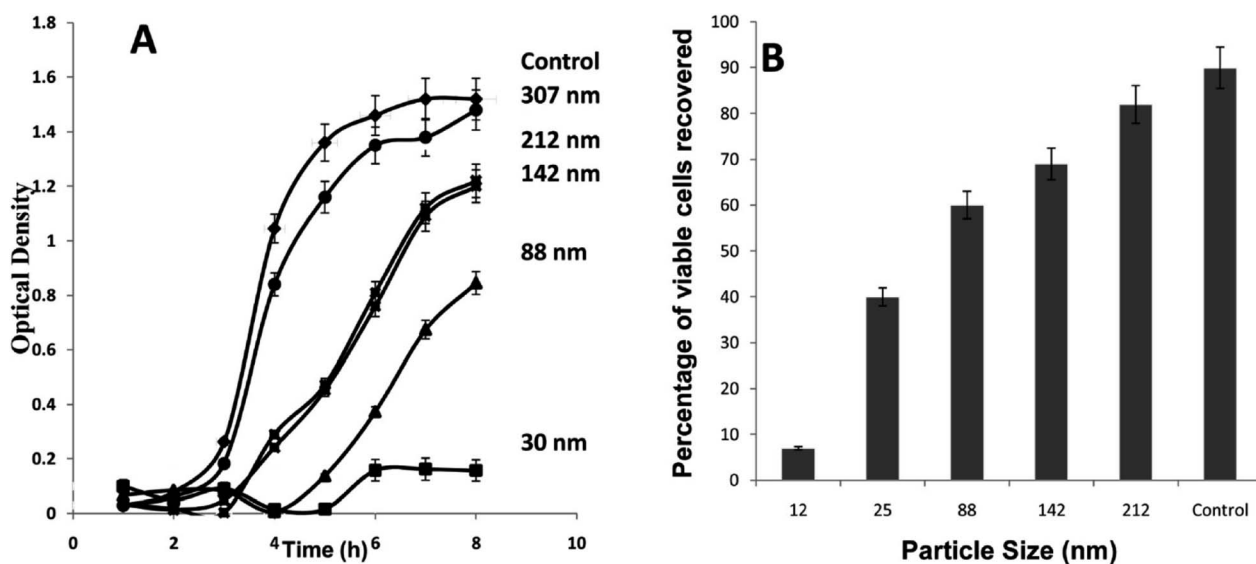 A
Optical Density
1.8
1.6
1.4
1.2
1
0.8
0.6
0.4
0.2
0
0 2 4 6 8 10
Time (h)
Control
307 nm
212 nm
142 nm
88 nm
30 nm
B
Percentage of viable cells recovered
100
90
80
70
60
50
40
30
20
10
0
12 25 88 142 212 Control
Particle Size (nm)